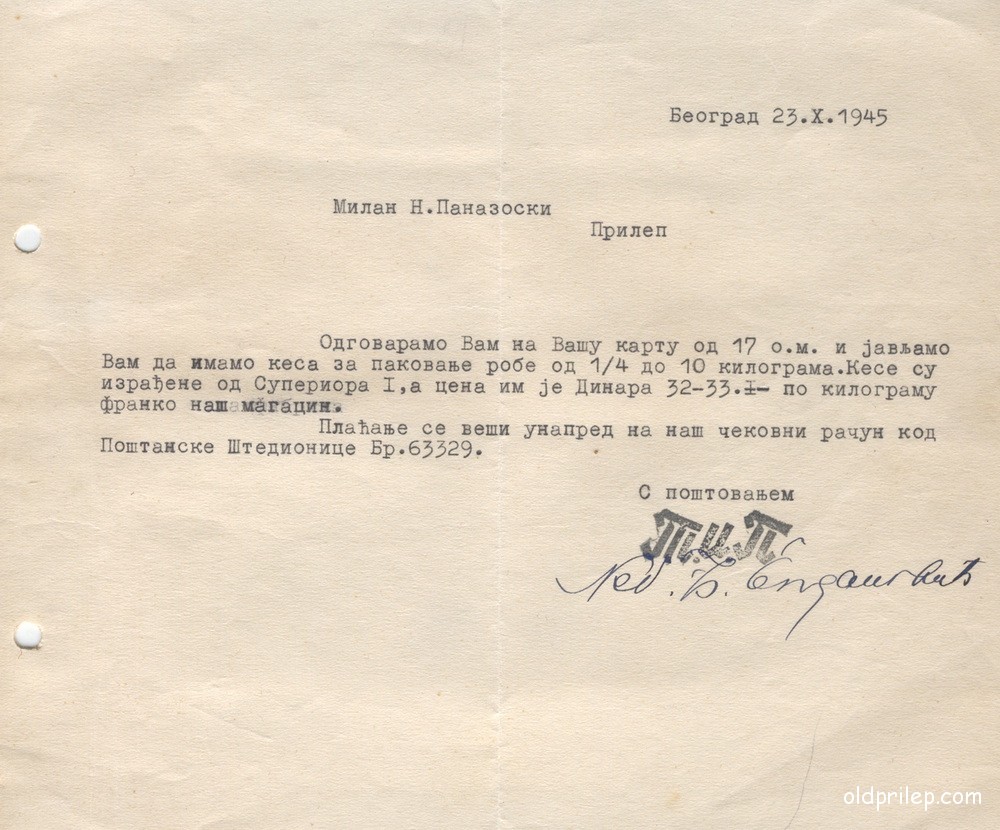 Београд 23.X.1945
Милан Н.Паназоски
Прилеп
Одговарамо Вам на Вашу карту од 17 о.м. и јављамо
Вам да имамо кеса за паковање робе од 1/4 до 10 килограма.Кесе су
израђене од Супериора I,а цена им је Динара 32-33.I- по килограму
франко наш магацин.
Плаћање се веши унапред на наш чековни рачун код
Поштанске Штедионице Бр.63329.
С поштовањем
Т.Ц.П
Нед. Ђ.
oldprilep.com